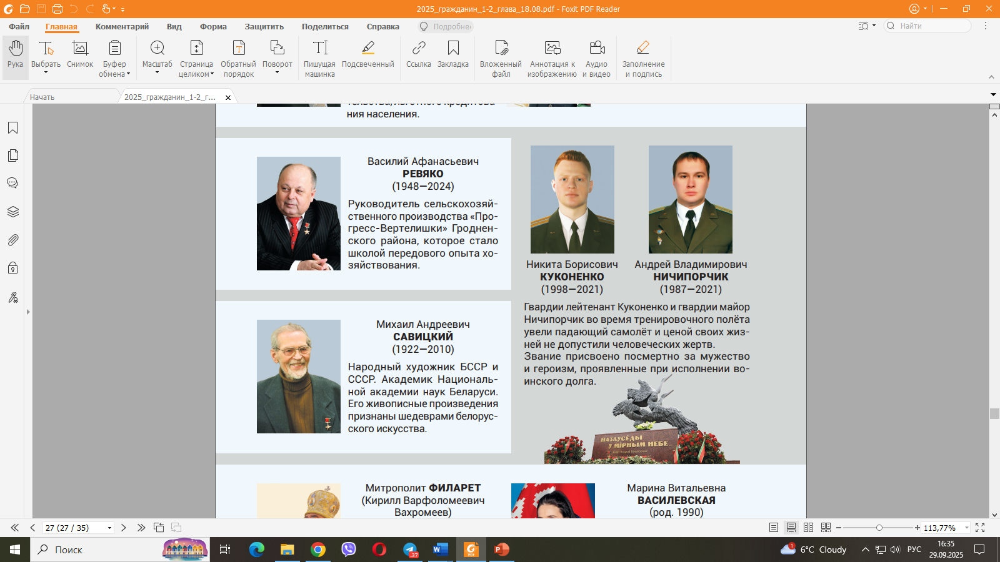 2025_гражданин_1-2_глава_18.08.pdf - Foxit PDF Reader
Файл Главная Комментарий Вид Форма Защитить Поделиться Справка Подробнее Найти
Рука
Выбрать
Снимок
Буфер обмена
Масштаб
Страница целиком
Обратный порядок
Поворот
Пишущая машинка
Подсвеченный
Ссылка
Закладка
Вложенный файл
Аннотация к изображению
Аудио и видео
Заполнение и подпись
Начать
2025_гражданин_1-2_г...
ния населения.
Василий Афанасьевич
РЕВЯКО
(1948—2024)
Руководитель сельскохозяй-
ственного производства «Про-
гресс-Вертелишки» Гроднен-
ского района, которое стало
школой передового опыта хо-
зяйствования.
Михаил Андреевич
САВИЦКИЙ
(1922—2010)
Народный художник БССР и
СССР. Академик Националь-
ной академии наук Беларуси.
Его живописные произведения
признаны шедеврами белорус-
ского искусства.
Никита Борисович
КУКОНЕНКО
(1998—2021)
Андрей Владимирович
НИЧИПОРЧИК
(1987—2021)
Гвардии лейтенант Куконенко и гвардии майор
Ничипорчик во время тренировочного полёта
увели падающий самолёт и ценой своих жиз-
ней не допустили человеческих жертв.
Звание присвоено посмертно за мужество
и героизм, проявленные при исполнении во-
инского долга.
НАЗАЎСЁДЫ
У МІРНЫМ НЕБЕ...
Митрополит ФИЛАРЕТ
(Кирилл Варфоломеевич
Вахромеев)
Марина Витальевна
ВАСИЛЕВСКАЯ
(род. 1990)
27 (27 / 35)
113,77%
Поиск
37
1
6°C Cloudy
РУС
16:35
29.09.2025